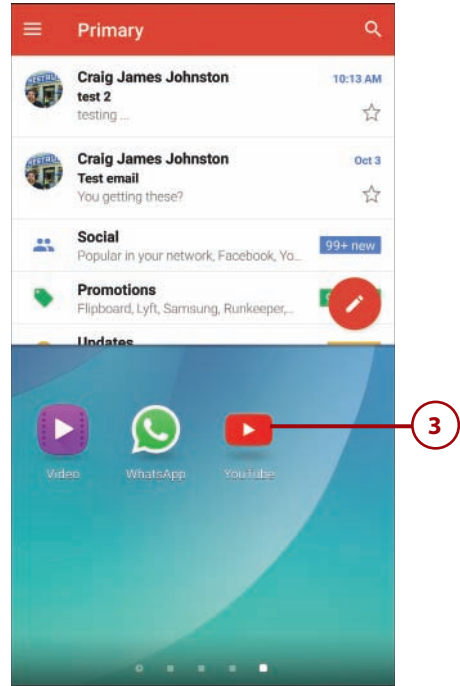 Primary
Craig James Johnston
10:13 AM
test 2
testing ...
Craig James Johnston
Oct 3
Test email
You getting these?
Social
99+ new
Popular in your network, Facebook, Yo...
Promotions
Flipboard, Lyft, Samsung, Runkeeper,...
Updates
3
Video WhatsApp YouTube